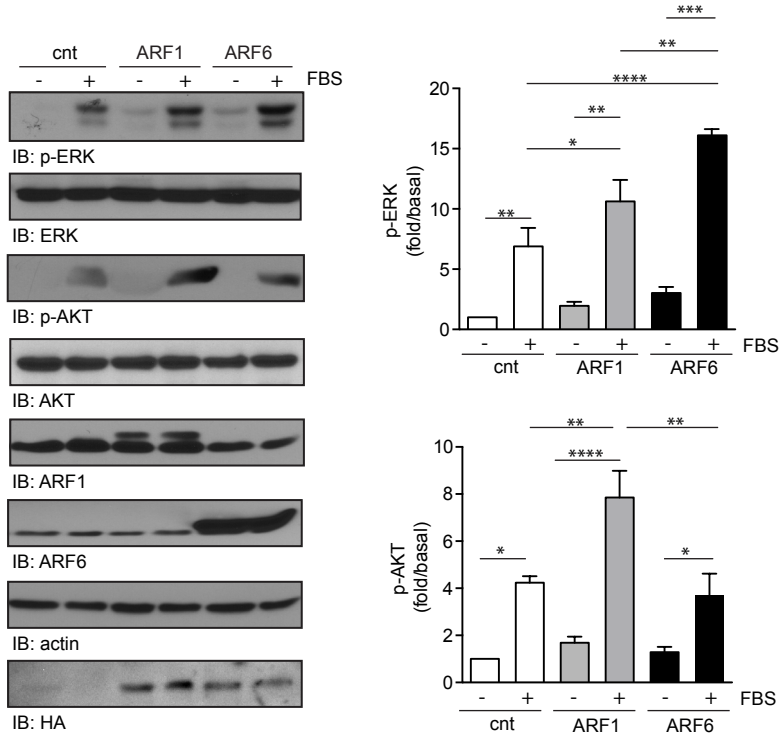 cnt ARF1 ARF6
- + - + - + FBS
IB: p-ERK
IB: ERK
IB: p-AKT
IB: AKT
IB: ARF1
IB: ARF6
IB: actin
IB: HA
***
**
****
**
*
**
20
15
10
5
0
p-ERK
(fold/basal)
- + - + - + FBS
cnt ARF1 ARF6
** **
****
* *
10
8
6
4
2
0
p-AKT
(fold/basal)
- + - + - + FBS
cnt ARF1 ARF6